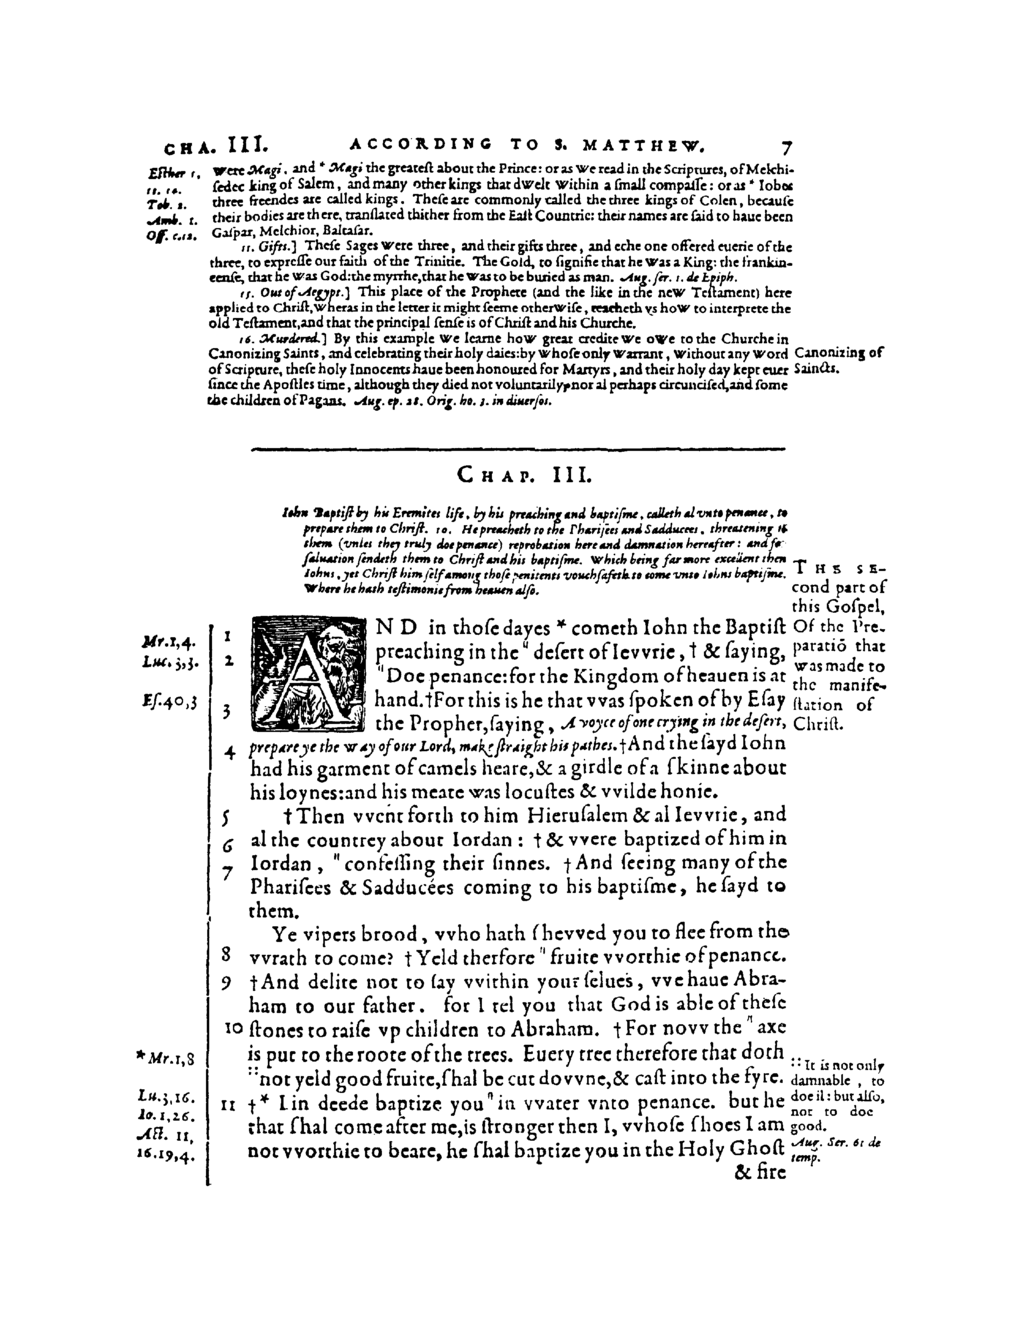 CHA. III. ACCORDING TO S. MATTHEW. 7
Esther 1,
11. 14.
Tob. 2.
Amb. 1.
Off. c.12.
were Magi, and * Magi the greatest about the Prince: or as we read in the Scriptures, of Melchi-
ſedec king of Salem, and many other kings that dwelt within a ſmall compaſſe: or as * Iobes
three freendes are called kings. Theſe are commonly called the three kings of Colen, becauſe
their bodies are there, tranſlated thither from the Eaſt Countrie: their names are ſaid to haue been
Gaſpar, Melchior, Baltaſar.
11. Gifts.] Theſe Sages were three, and their gifts three, and eche one offered euerie of the
three, to expreſſe our faith of the Trinitie. The Gold, to ſignifie that he was a King: the frankin-
cenſe, that he was God: the myrrhe, that he was to be buried as man. Aug. ſer. 1. de Epiph.
15. Out of Aegypt.] This place of the Prophete (and the like in the new Teſtament) here
applied to Chriſt, wheras in the letter it might ſeeme otherwiſe, teacheth vs how to interprete the
old Teſtament, and that the principal ſenſe is of Chriſt and his Churche.
16. Murdered.] By this example we learne how great credite we owe to the Churche in
Canonizing Saints, and celebrating their holy daies: by whoſe only warrant, without any word
of Scripture, theſe holy Innocents haue been honoured for Martyrs, and their holy day kept euer
ſince the Apoſtles time, although they died not voluntarily, nor al perhaps circunciſed, and ſome
the children of Pagans. Aug. ep. 28. Orig. ho. 3. in diuerſos.
Canonizing of
Saincts.
CHAP. III.
Iohn Baptiſt by his Eremites life, by his preaching and baptiſme, calleth al vnto penance, to
prepare them to Chriſt. 10. He preacheth to the Phariſees and Sadducees, threatening to
them (vnles they truly doe penance) reprobation here and damnation hereafter: and for
ſaluation ſendeth them to Chriſt and his baptiſme. Which being far more excellent then
Iohns, yet Chriſt him ſelf among thoſe penitents vouchſafeth to come vnto Iohns baptiſme.
Where he hath teſtimonie from heauen alſo.
THE SE-
cond part of
this Goſpel,
Of the Pre-
paratiō that
was made to
the manife-
ſtation of
Chriſt.
Mr. 1, 4.
Luc. 3, 3.
Eſ. 40, 3
1 AND in thoſe dayes * cometh Iohn the Baptiſt
2 preaching in the " deſert of Ievvrie, † & ſaying,
" Doe penance: for the Kingdom of heauen is at
3 hand. † For this is he that vvas ſpoken of by Eſay
the Prophet, ſaying, A voyce of one crying in the deſert,
4 prepare ye the way of our Lord, make ſtraight his pathes. † And the ſayd Iohn
had his garment of camels heare, & a girdle of a ſkinne about
his loynes: and his meate was locuſtes & vvilde honie.
5 † Then vvent forth to him Hieruſalem & al Ievvrie, and
6 al the countrey about Iordan: † & vvere baptized of him in
7 Iordan, " confeſſing their ſinnes. † And ſeeing many of the
Phariſees & Sadducées coming to his baptiſme, he ſayd to
them.
Ye vipers brood, vvho hath ſhevved you to flee from the
8 vvrath to come? † Yeld therfore " fruite vvorthie of penance.
9 † And delite not to ſay vvithin your ſelues, vve haue Abra-
ham to our father. for I tel you that God is able of theſe
10 ſtones to raiſe vp children to Abraham. † For novv the " axe
is put to the roote of the trees. Euery tree therefore that doth
∷ not yeld good fruite, ſhal be cut dovvne, & caſt into the fyre.
11 † * I in deede baptize you " in vvater vnto penance. but he
that ſhal come after me, is ſtronger then I, vvhoſe ſhoes I am
not vvorthie to beare, he ſhal baptize you in the Holy Ghoſt
& fire
* Mr. 1, 8
Lu. 3, 16.
Io. 1, 26.
Act. 11,
16. 19, 4.
∷ It is not only
damnable, to
doe il: but alſo,
not to doe
good.
Aug. Ser. 61 de
temp.